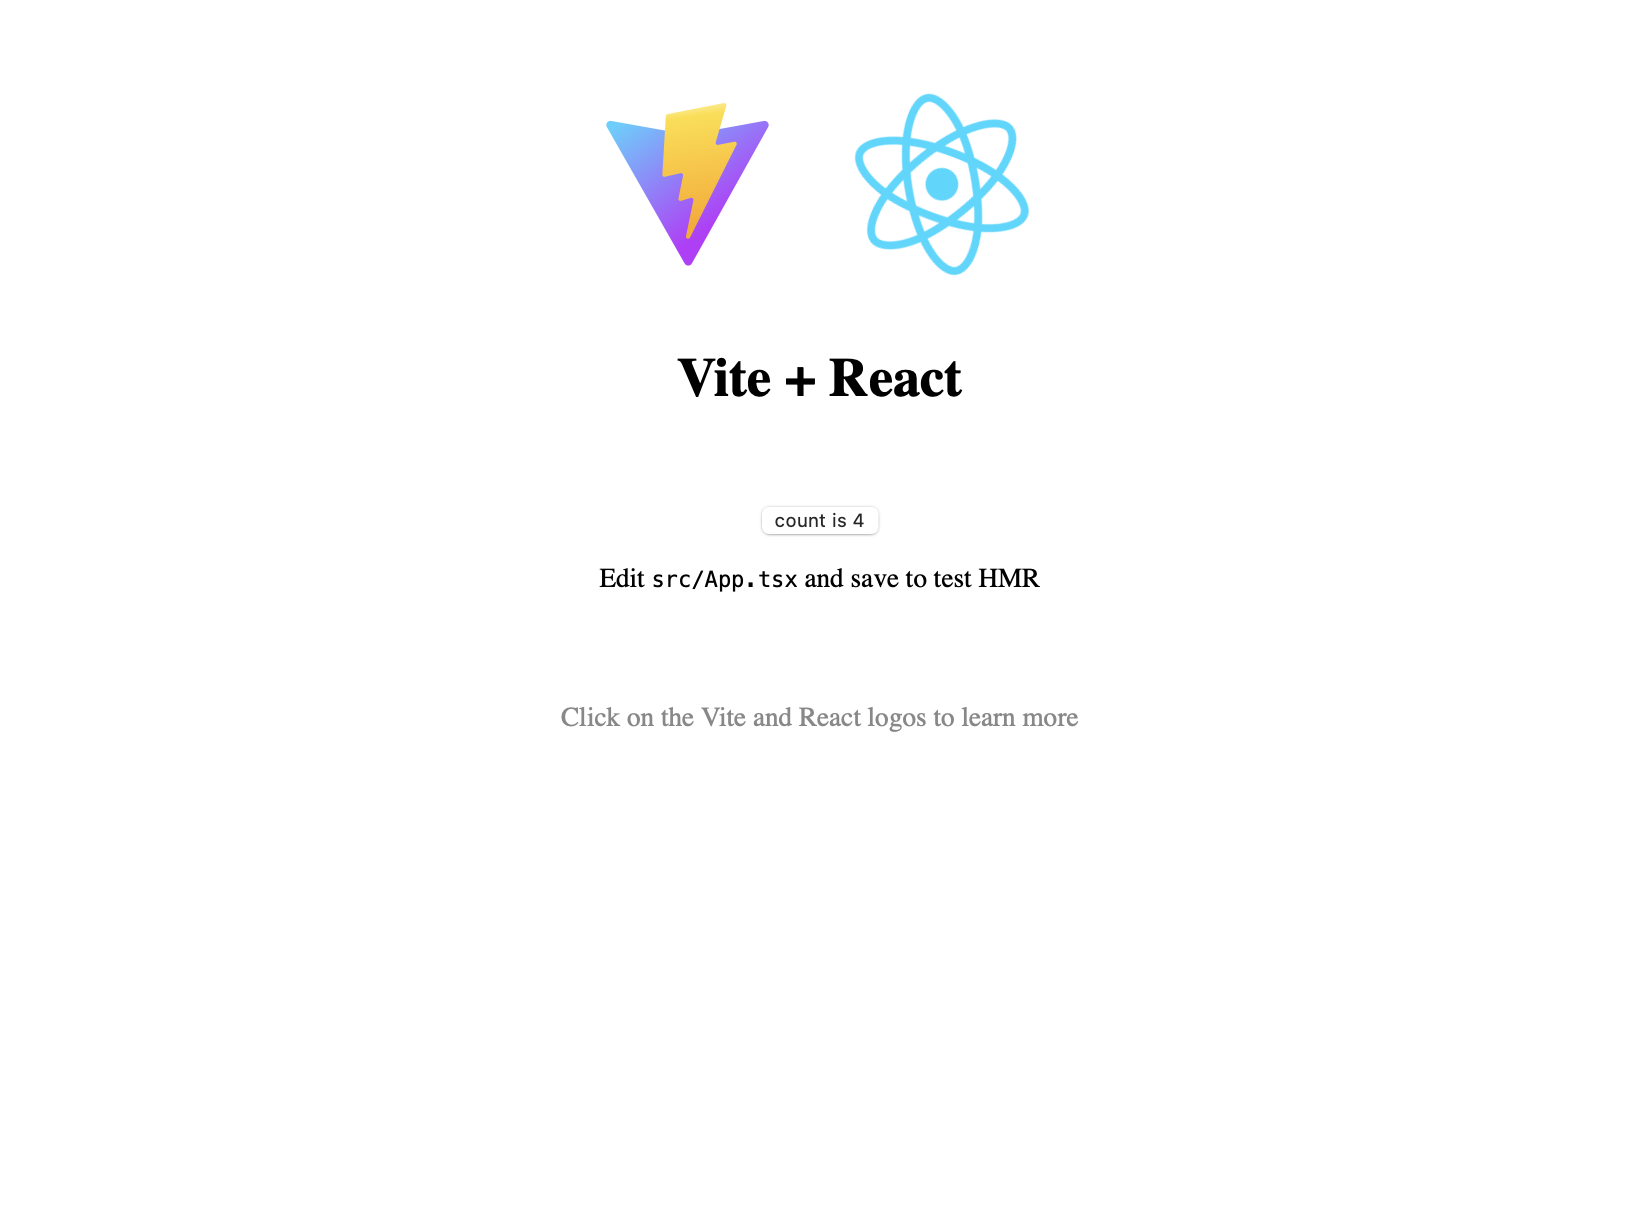 Vite + React
count is 4
Edit src/App.tsx and save to test HMR
Click on the Vite and React logos to learn more